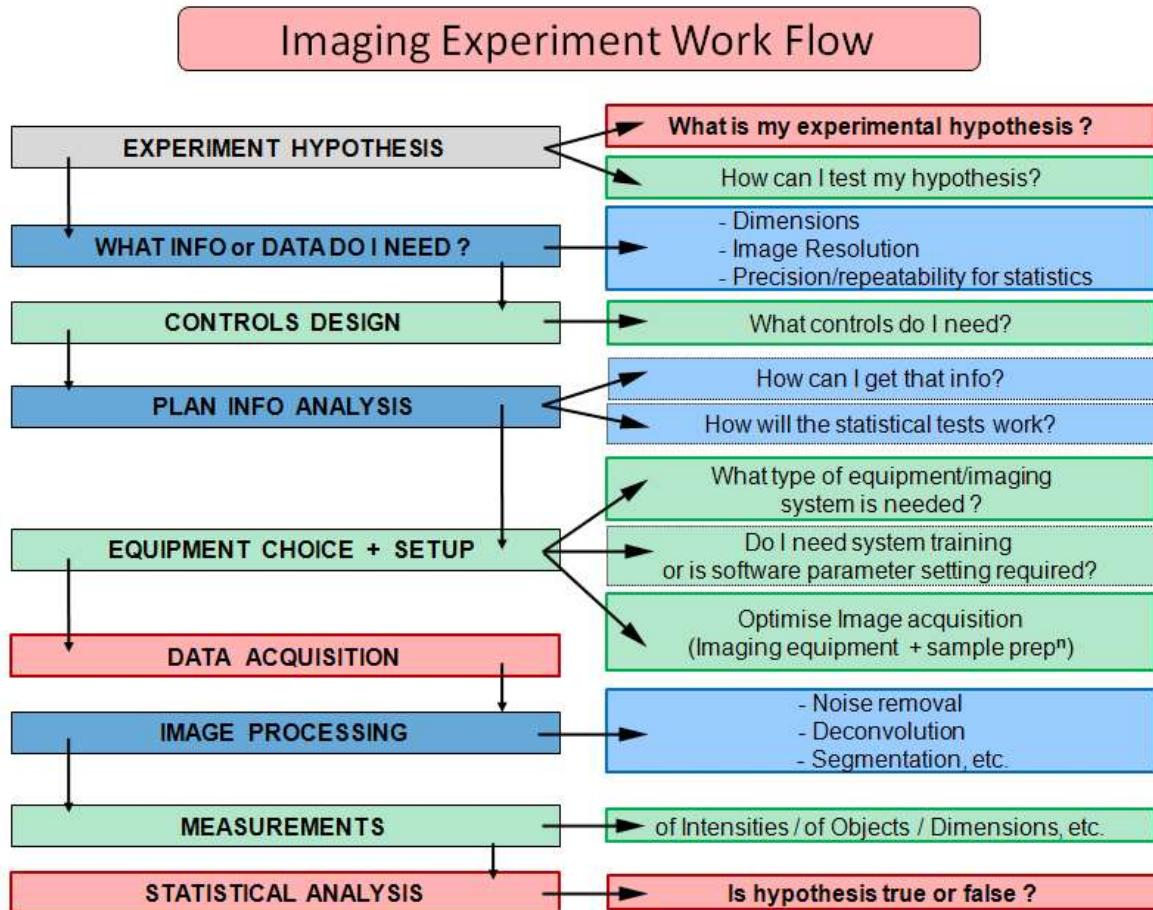 Imaging Experiment Work Flow
EXPERIMENT HYPOTHESIS
What is my experimental hypothesis ?
How can I test my hypothesis?
WHAT INFO or DATA DO I NEED ?
- Dimensions
- Image Resolution
- Precision/repeatability for statistics
CONTROLS DESIGN
What controls do I need?
PLAN INFO ANALYSIS
How can I get that info?
How will the statistical tests work?
EQUIPMENT CHOICE + SETUP
What type of equipment/imaging
system is needed ?
Do I need system training
or is software parameter setting required?
Optimise Image acquisition
(Imaging equipment + sample prepⁿ)
DATA ACQUISITION
IMAGE PROCESSING
- Noise removal
- Deconvolution
- Segmentation, etc.
MEASUREMENTS
of Intensities / of Objects / Dimensions, etc.
STATISTICAL ANALYSIS
Is hypothesis true or false ?